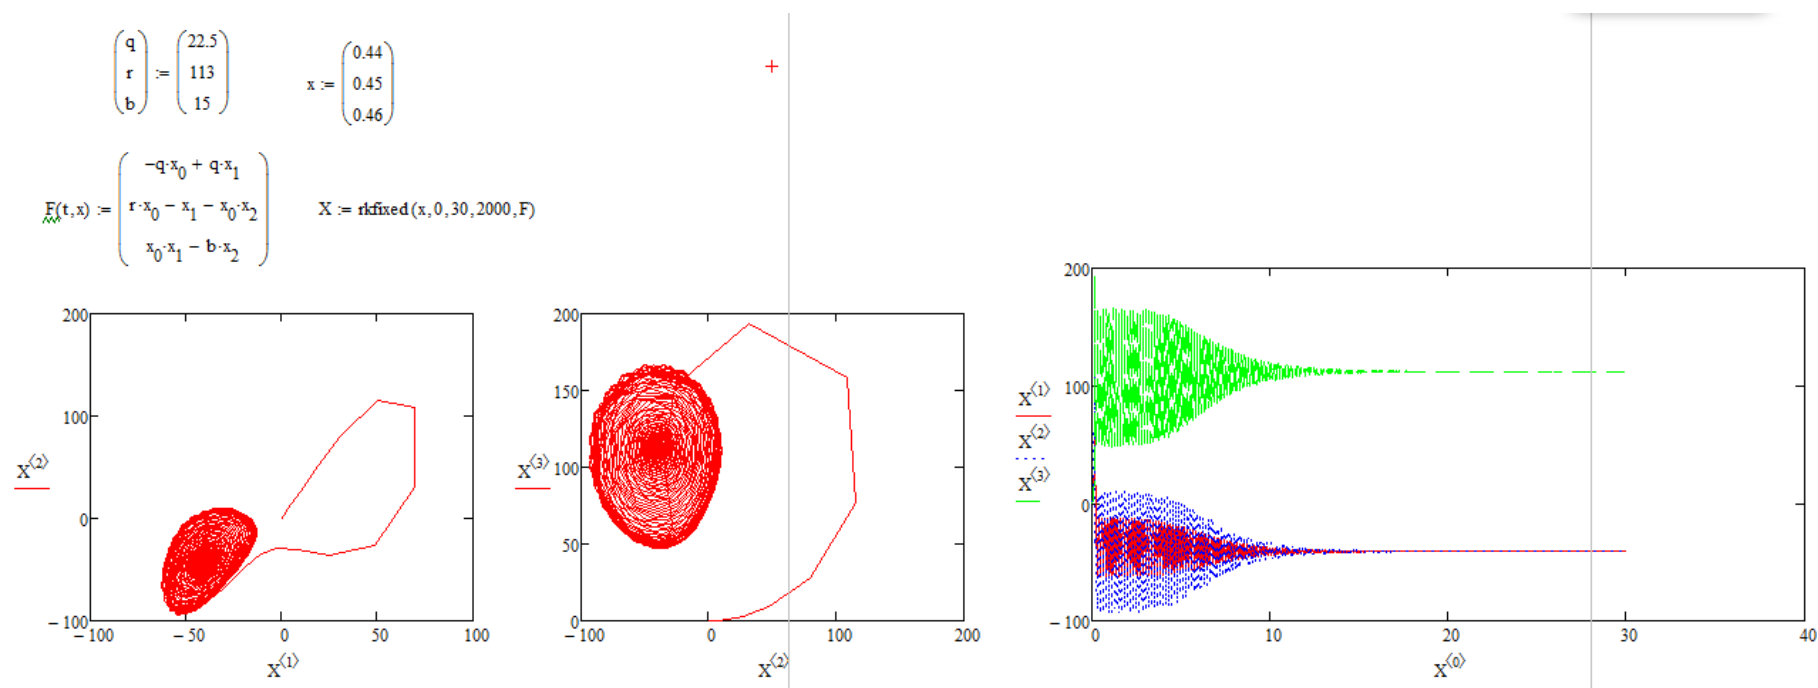 (q r b) := (22.5 113 15)
x := (0.44 0.45 0.46)
F(t,x) := (−q·x₀ + q·x₁
r·x₀ − x₁ − x₀·x₂
x₀·x₁ − b·x₂)
X := rkfixed(x,0,30,2000,F)
200
100
0
−100
−100 −50 0 50 100
X⟨2⟩
X⟨1⟩
200
150
100
50
0
−100 0 100 200
X⟨3⟩
X⟨2⟩
200
100
0
−100
0 10 20 30 40
X⟨1⟩
X⟨2⟩
X⟨3⟩
X⟨0⟩